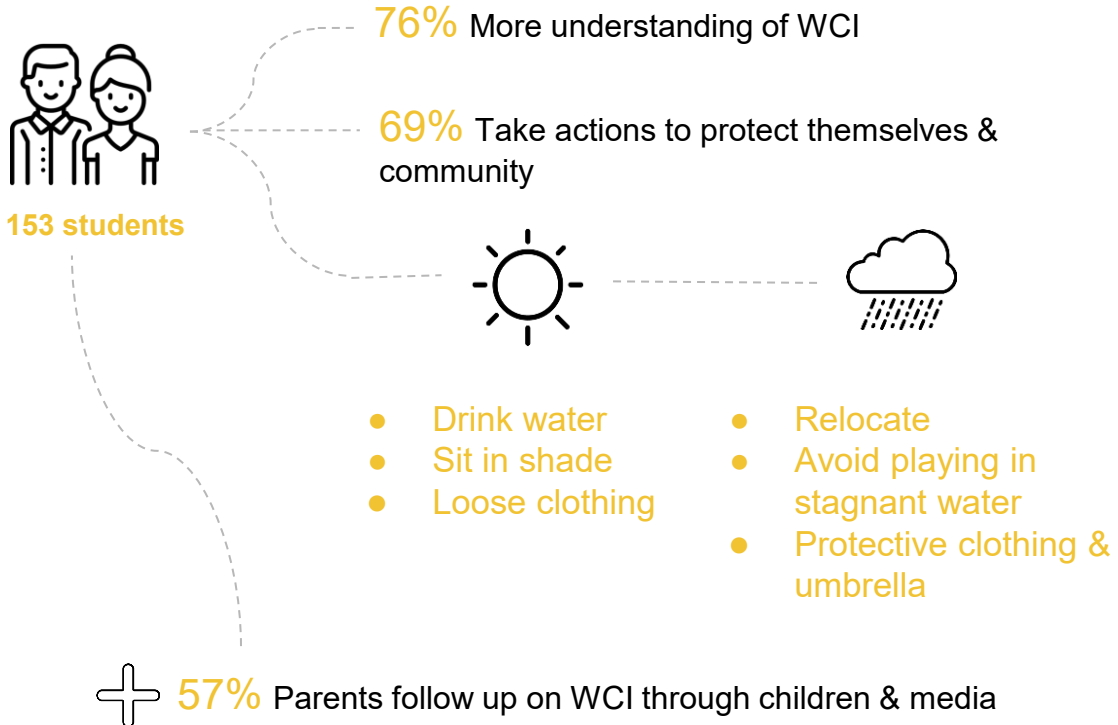 76% More understanding of WCI
69% Take actions to protect themselves &
community
153 students
● Drink water
● Sit in shade
● Loose clothing
● Relocate
● Avoid playing in
stagnant water
● Protective clothing &
umbrella
57% Parents follow up on WCI through children & media